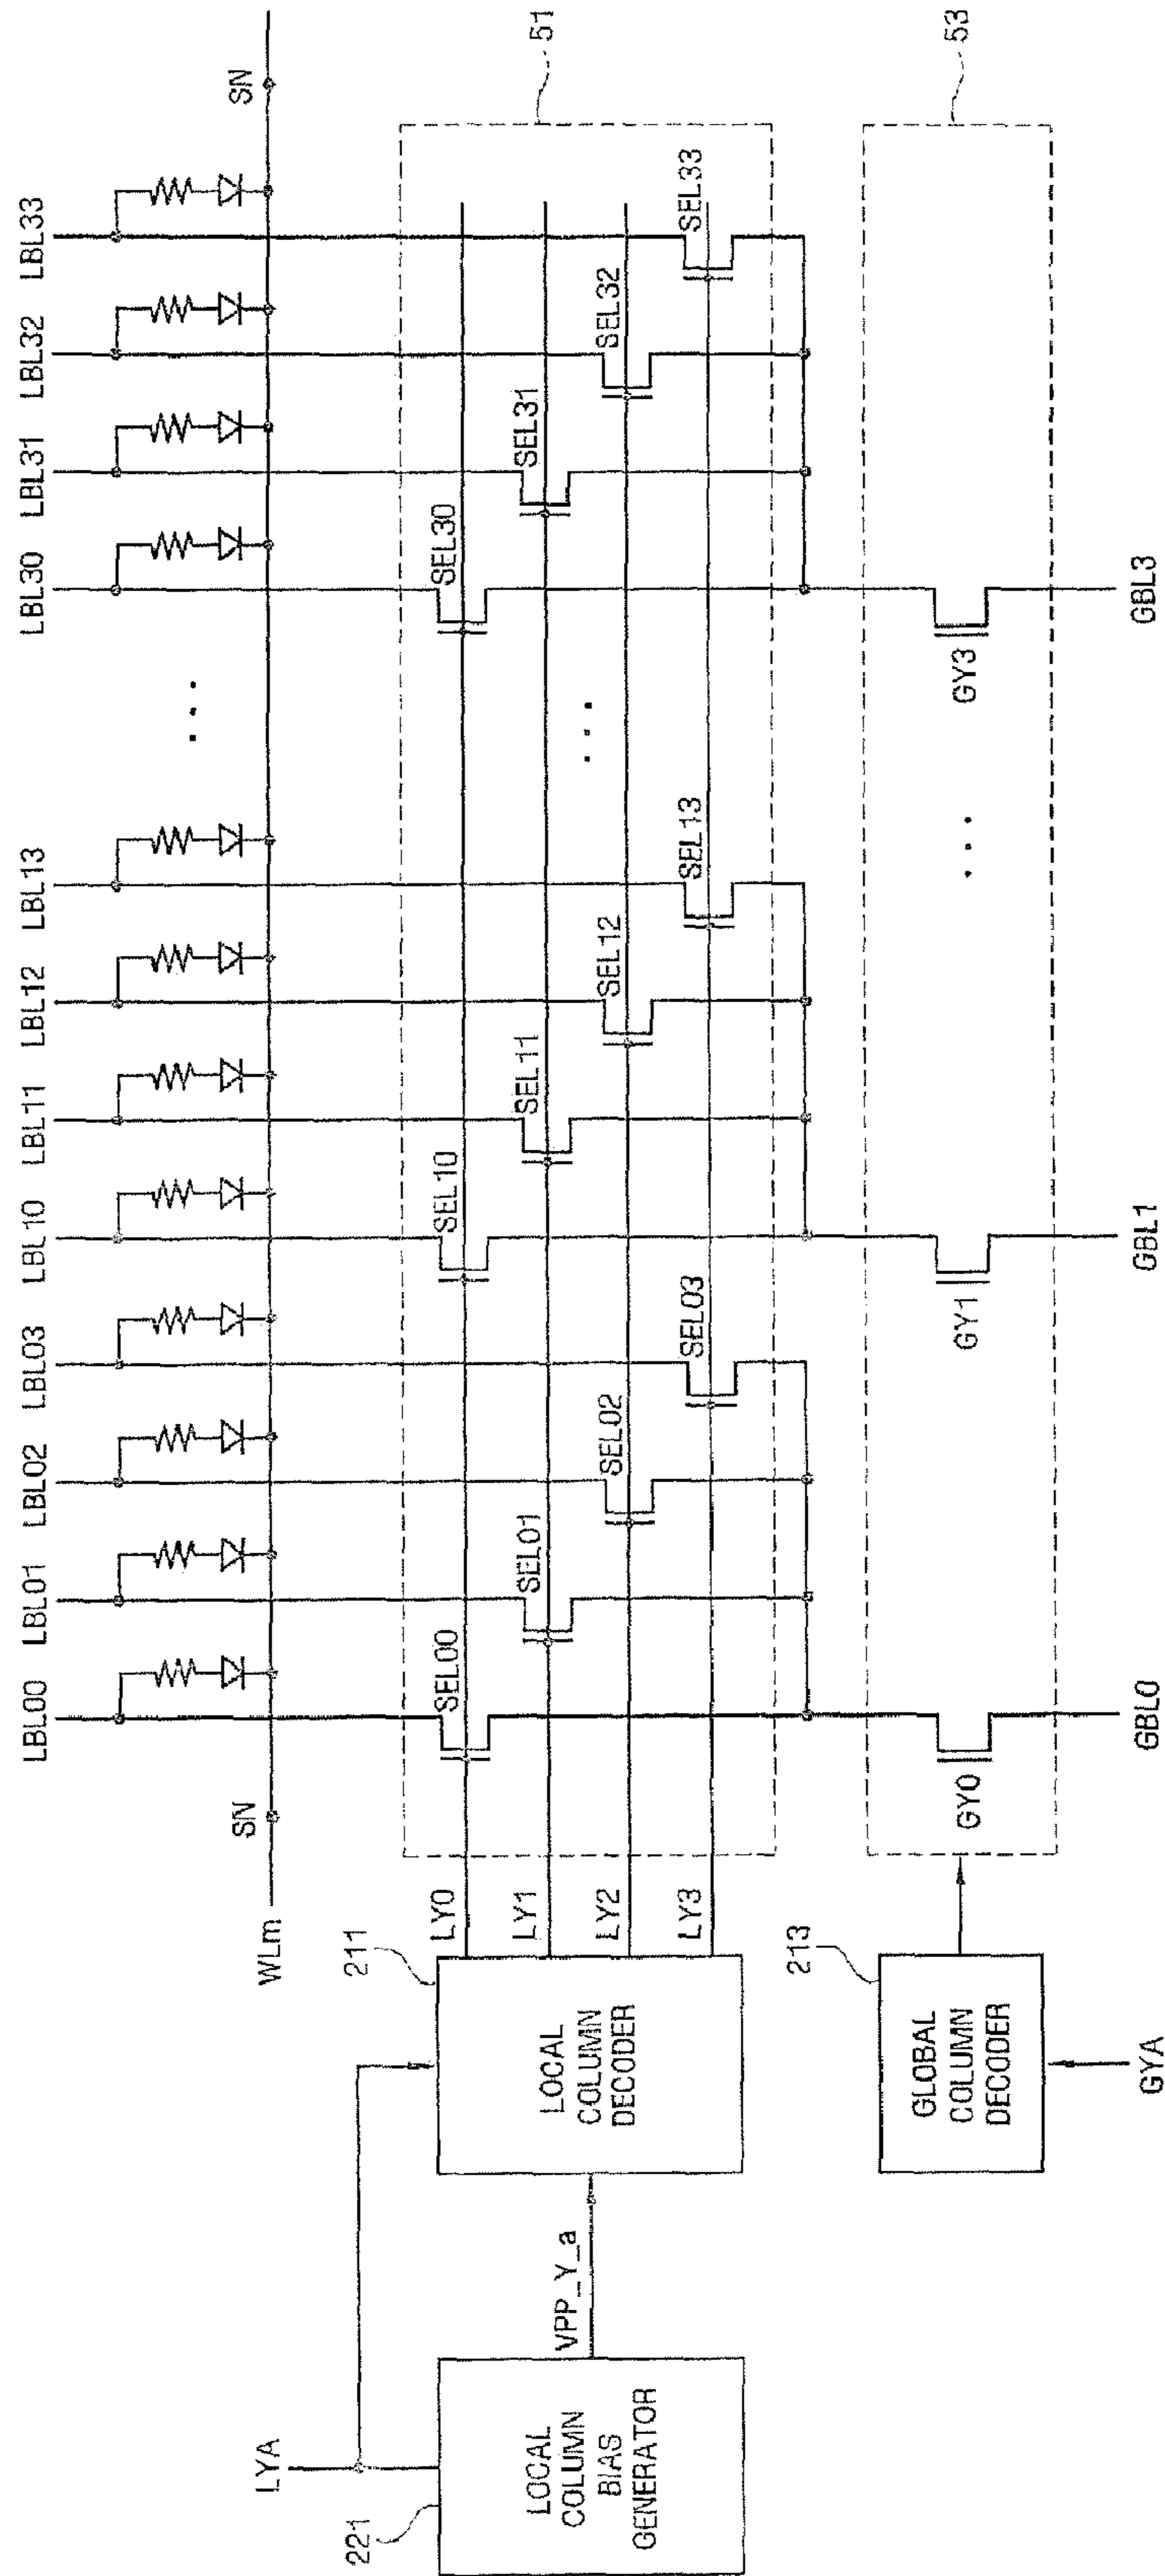 LBL00
LBL01
LBL02
LBL03
LBL10
LBL11
LBL12
LBL13
LBL30
LBL31
LBL32
LBL33
WLm
SN
. . .
SN
LYA
221
LOCAL
COLUMN
BIAS
GENERATOR
VPP_Y_a
211
LOCAL
COLUMN
DECODER
LY0
LY1
LY2
LY3
SEL00
SEL01
SEL02
SEL03
SEL10
SEL11
SEL12
SEL13
. . .
SEL30
SEL31
SEL32
SEL33
51
213
GLOBAL
COLUMN
DECODER
GYA
GY0
GY1
. . .
GY3
53
GBL0
GBL1
GBL3